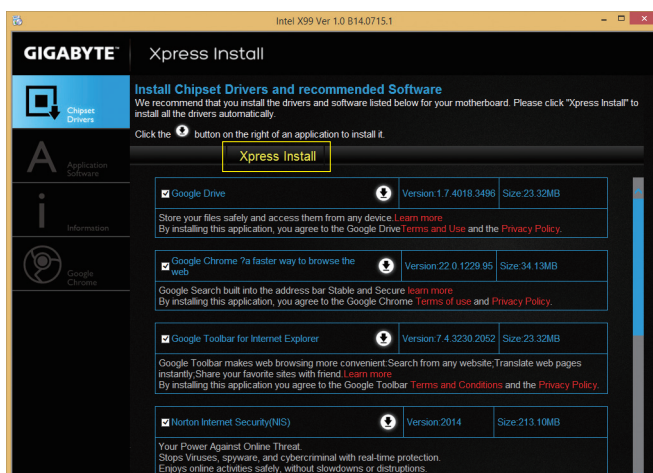 Intel X99 Ver 1.0 B14.0715.1
GIGABYTE™
Xpress Install
Chipset
Drivers
Application
Software
Information
Google
Chrome
Install Chipset Drivers and recommended Software
We recommend that you install the drivers and software listed below for your motherboard. Please click "Xpress Install" to
install all the drivers automatically.
Click the button on the right of an application to install it.
Xpress Install
Google Drive Version:1.7.4018.3496 Size:23.32MB
Store your files safely and access them from any device.Learn more
By installing this application, you agree to the Google DriveTerms and Use and the Privacy Policy.
Google Chrome ?a faster way to browse the
web Version:22.0.1229.95 Size:34.13MB
Google Search built into the address bar Stable and Secure learn more
By installing this application, you agree to the Google Chrome Terms of use and Privacy Policy.
Google Toolbar for Internet Explorer Version:7.4.3230.2052 Size:23.32MB
Google Toolbar makes web browsing more convenient:Search from any website;Translate web pages
instantly;Share your favorite sites with friend.Learn more
By installing this application you agree to the Google Toolbar Terms and Conditions and the Privacy Policy.
Norton Internet Security(NIS) Version:2014 Size:213.10MB
Your Power Against Online Threat.
Stops Viruses, spyware, and cybercriminal with real-time protection.
Enjoys online activities safely, without slowdowns or distruptions.